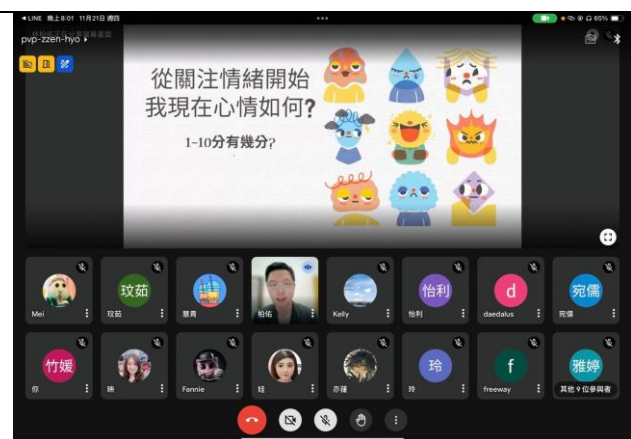 ◀LINE 晚上8:01 11月21日 週四
85%
pvp-zzen-hyo ▸
從關注情緒開始
我現在心情如何?
1-10分有幾分?
Mei
玟茹
玟茹
慧青
柏佑
Kelly
怡利
怡利
d
daedalus
宛儒
宛儒
竹媛
你
映
Fannie
娃
亦蓮
玲
玲
f
freeway
雅婷
其他 9 位參與者